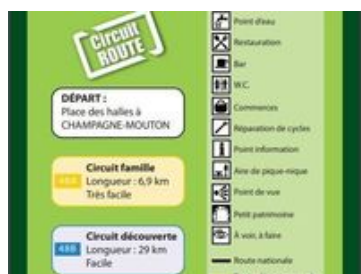 Circuit
ROUTE
DÉPART :
Place des halles à
CHAMPAGNE-MOUTON
Circuit famille
Longueur : 6,9 km
Très facile
Circuit découverte
48B
Longueur : 29 km
Facile
Point d'eau
Restauration
Bar
W.C.
Commerces
Réparation de cycles
Point information
Aire de pique-nique
Point de vue
Petit patrimoine
À voir, à faire
Route nationale